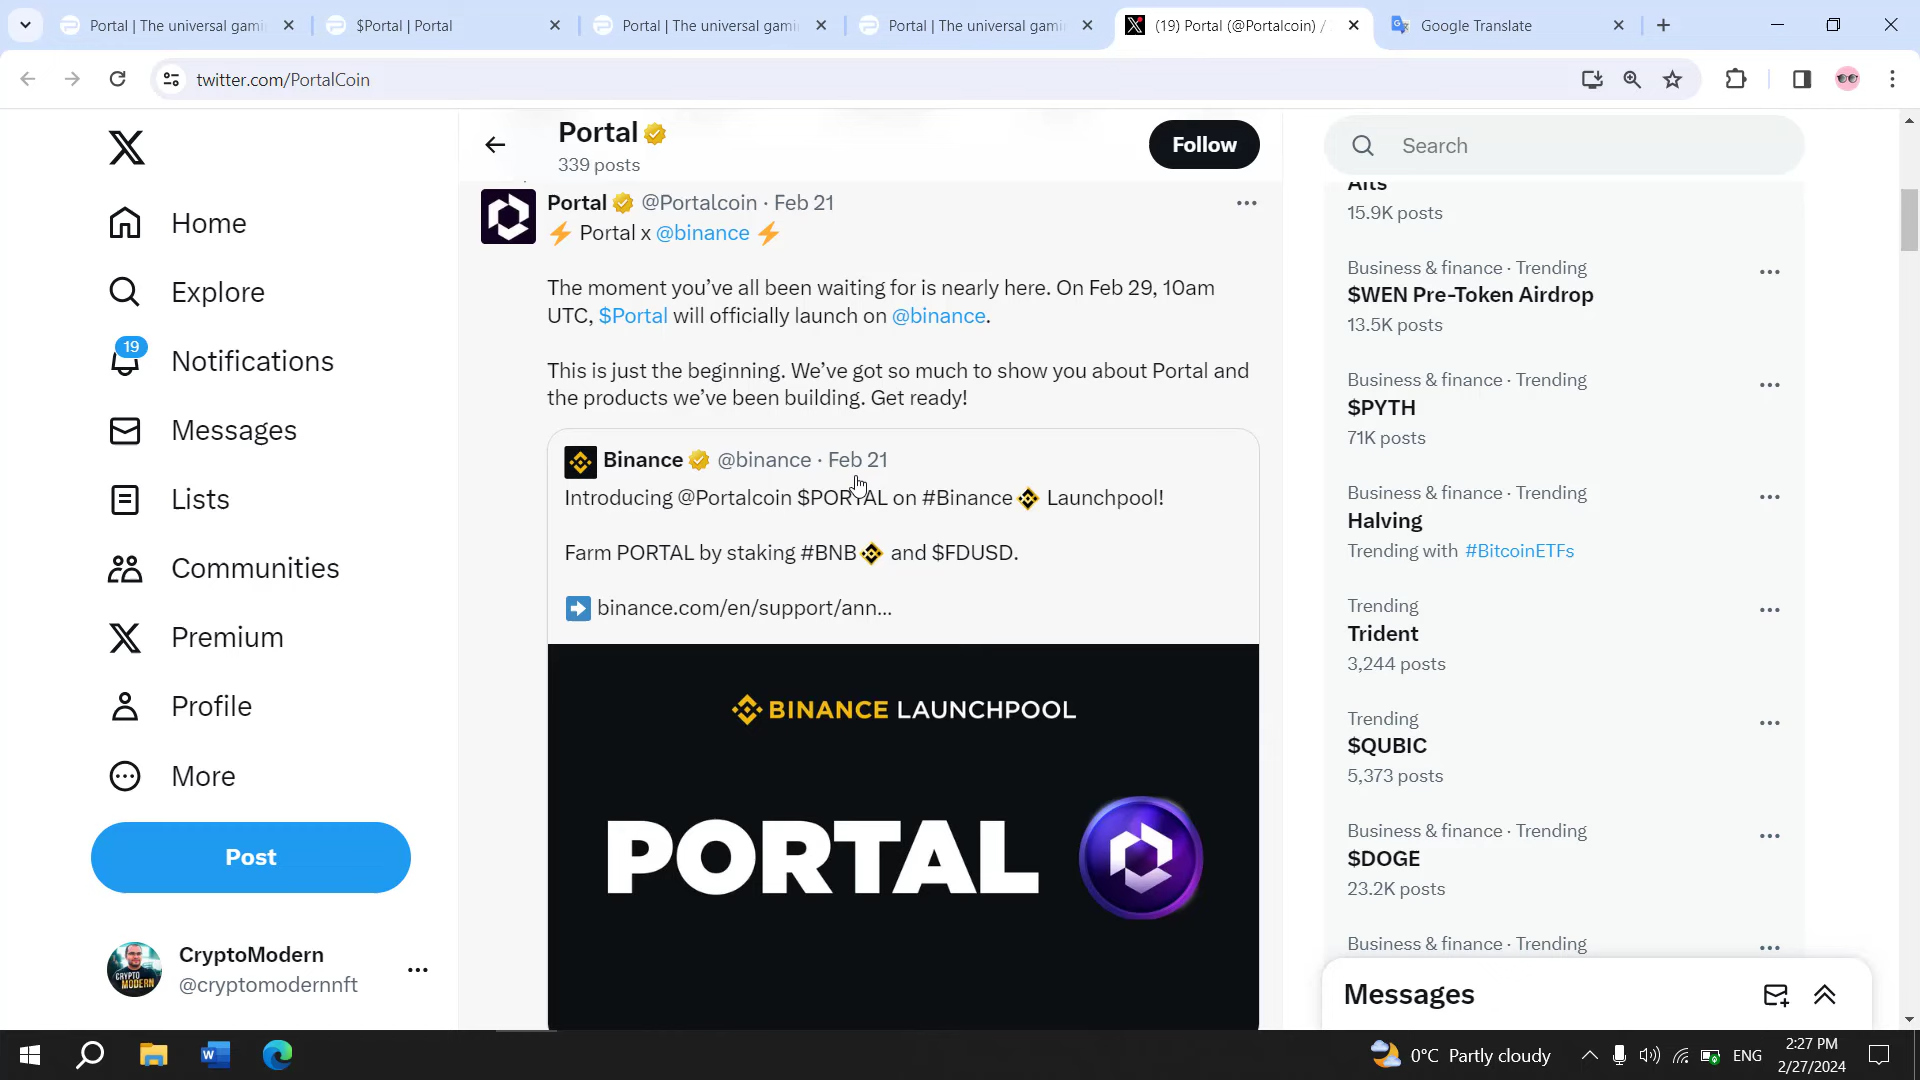 Portal | The universal gami
$Portal | Portal
Portal | The universal gami
Portal | The universal gami
(19) Portal (@Portalcoin) /
Google Translate
twitter.com/PortalCoin
Home
Explore
19
Notifications
Messages
Lists
Communities
Premium
Profile
More
Post
CryptoModern
@cryptomodernnft
Portal
339 posts
Follow
Portal @Portalcoin · Feb 21
⚡ Portal x @binance ⚡
The moment you’ve all been waiting for is nearly here. On Feb 29, 10am
UTC, $Portal will officially launch on @binance.
This is just the beginning. We’ve got so much to show you about Portal and
the products we’ve been building. Get ready!
Binance @binance · Feb 21
Introducing @Portalcoin $PORTAL on #Binance Launchpool!
Farm PORTAL by staking #BNB and $FDUSD.
➡ binance.com/en/support/ann...
BINANCE LAUNCHPOOL
PORTAL
Search
Alts
15.9K posts
Business & finance · Trending
$WEN Pre-Token Airdrop
13.5K posts
Business & finance · Trending
$PYTH
71K posts
Business & finance · Trending
Halving
Trending with #BitcoinETFs
Trending
Trident
3,244 posts
Trending
$QUBIC
5,373 posts
Business & finance · Trending
$DOGE
23.2K posts
Business & finance · Trending
Messages
0°C Partly cloudy
ENG
2:27 PM
2/27/2024